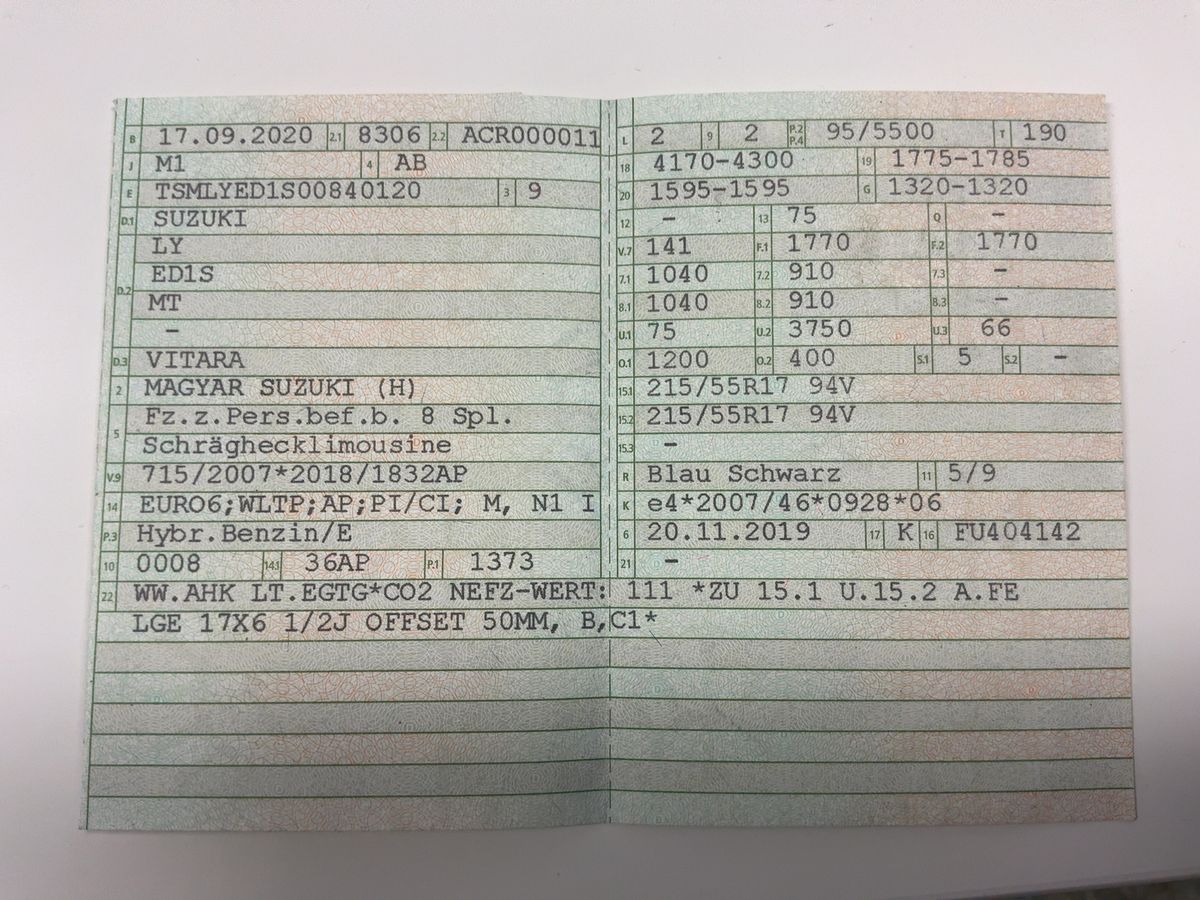 B 17.09.2020 2.1 8306 2.2 ACR000011
J M1 4 AB
E TSMLYED1S00840120 3 9
D.1 SUZUKI
LY
D.2 ED1S
MT
–
D.3 VITARA
2 MAGYAR SUZUKI (H)
5 Fz.z.Pers.bef.b. 8 Spl.
Schräghecklimousine
V.9 715/2007*2018/1832AP
14 EURO6;WLTP;AP;PI/CI; M, N1 I
P.3 Hybr.Benzin/E
10 0008 14.1 36AP P.1 1373
L 2 9 2 P.2 P.4 95/5500 T 190
18 4170-4300 19 1775-1785
20 1595-1595 G 1320-1320
12 – 13 75 Q –
V.7 141 F.1 1770 F.2 1770
7.1 1040 7.2 910 7.3 –
8.1 1040 8.2 910 8.3 –
U.1 75 U.2 3750 U.3 66
O.1 1200 O.2 400 S.1 5 S.2 –
15.1 215/55R17 94V
15.2 215/55R17 94V
15.3 –
R Blau Schwarz 11 5/9
K e4*2007/46*0928*06
6 20.11.2019 17 K 16 FU404142
21 –
22 WW.AHK LT.EGTG*CO2 NEFZ-WERT: 111 *ZU 15.1 U.15.2 A.FE
LGE 17X6 1/2J OFFSET 50MM, B,C1*